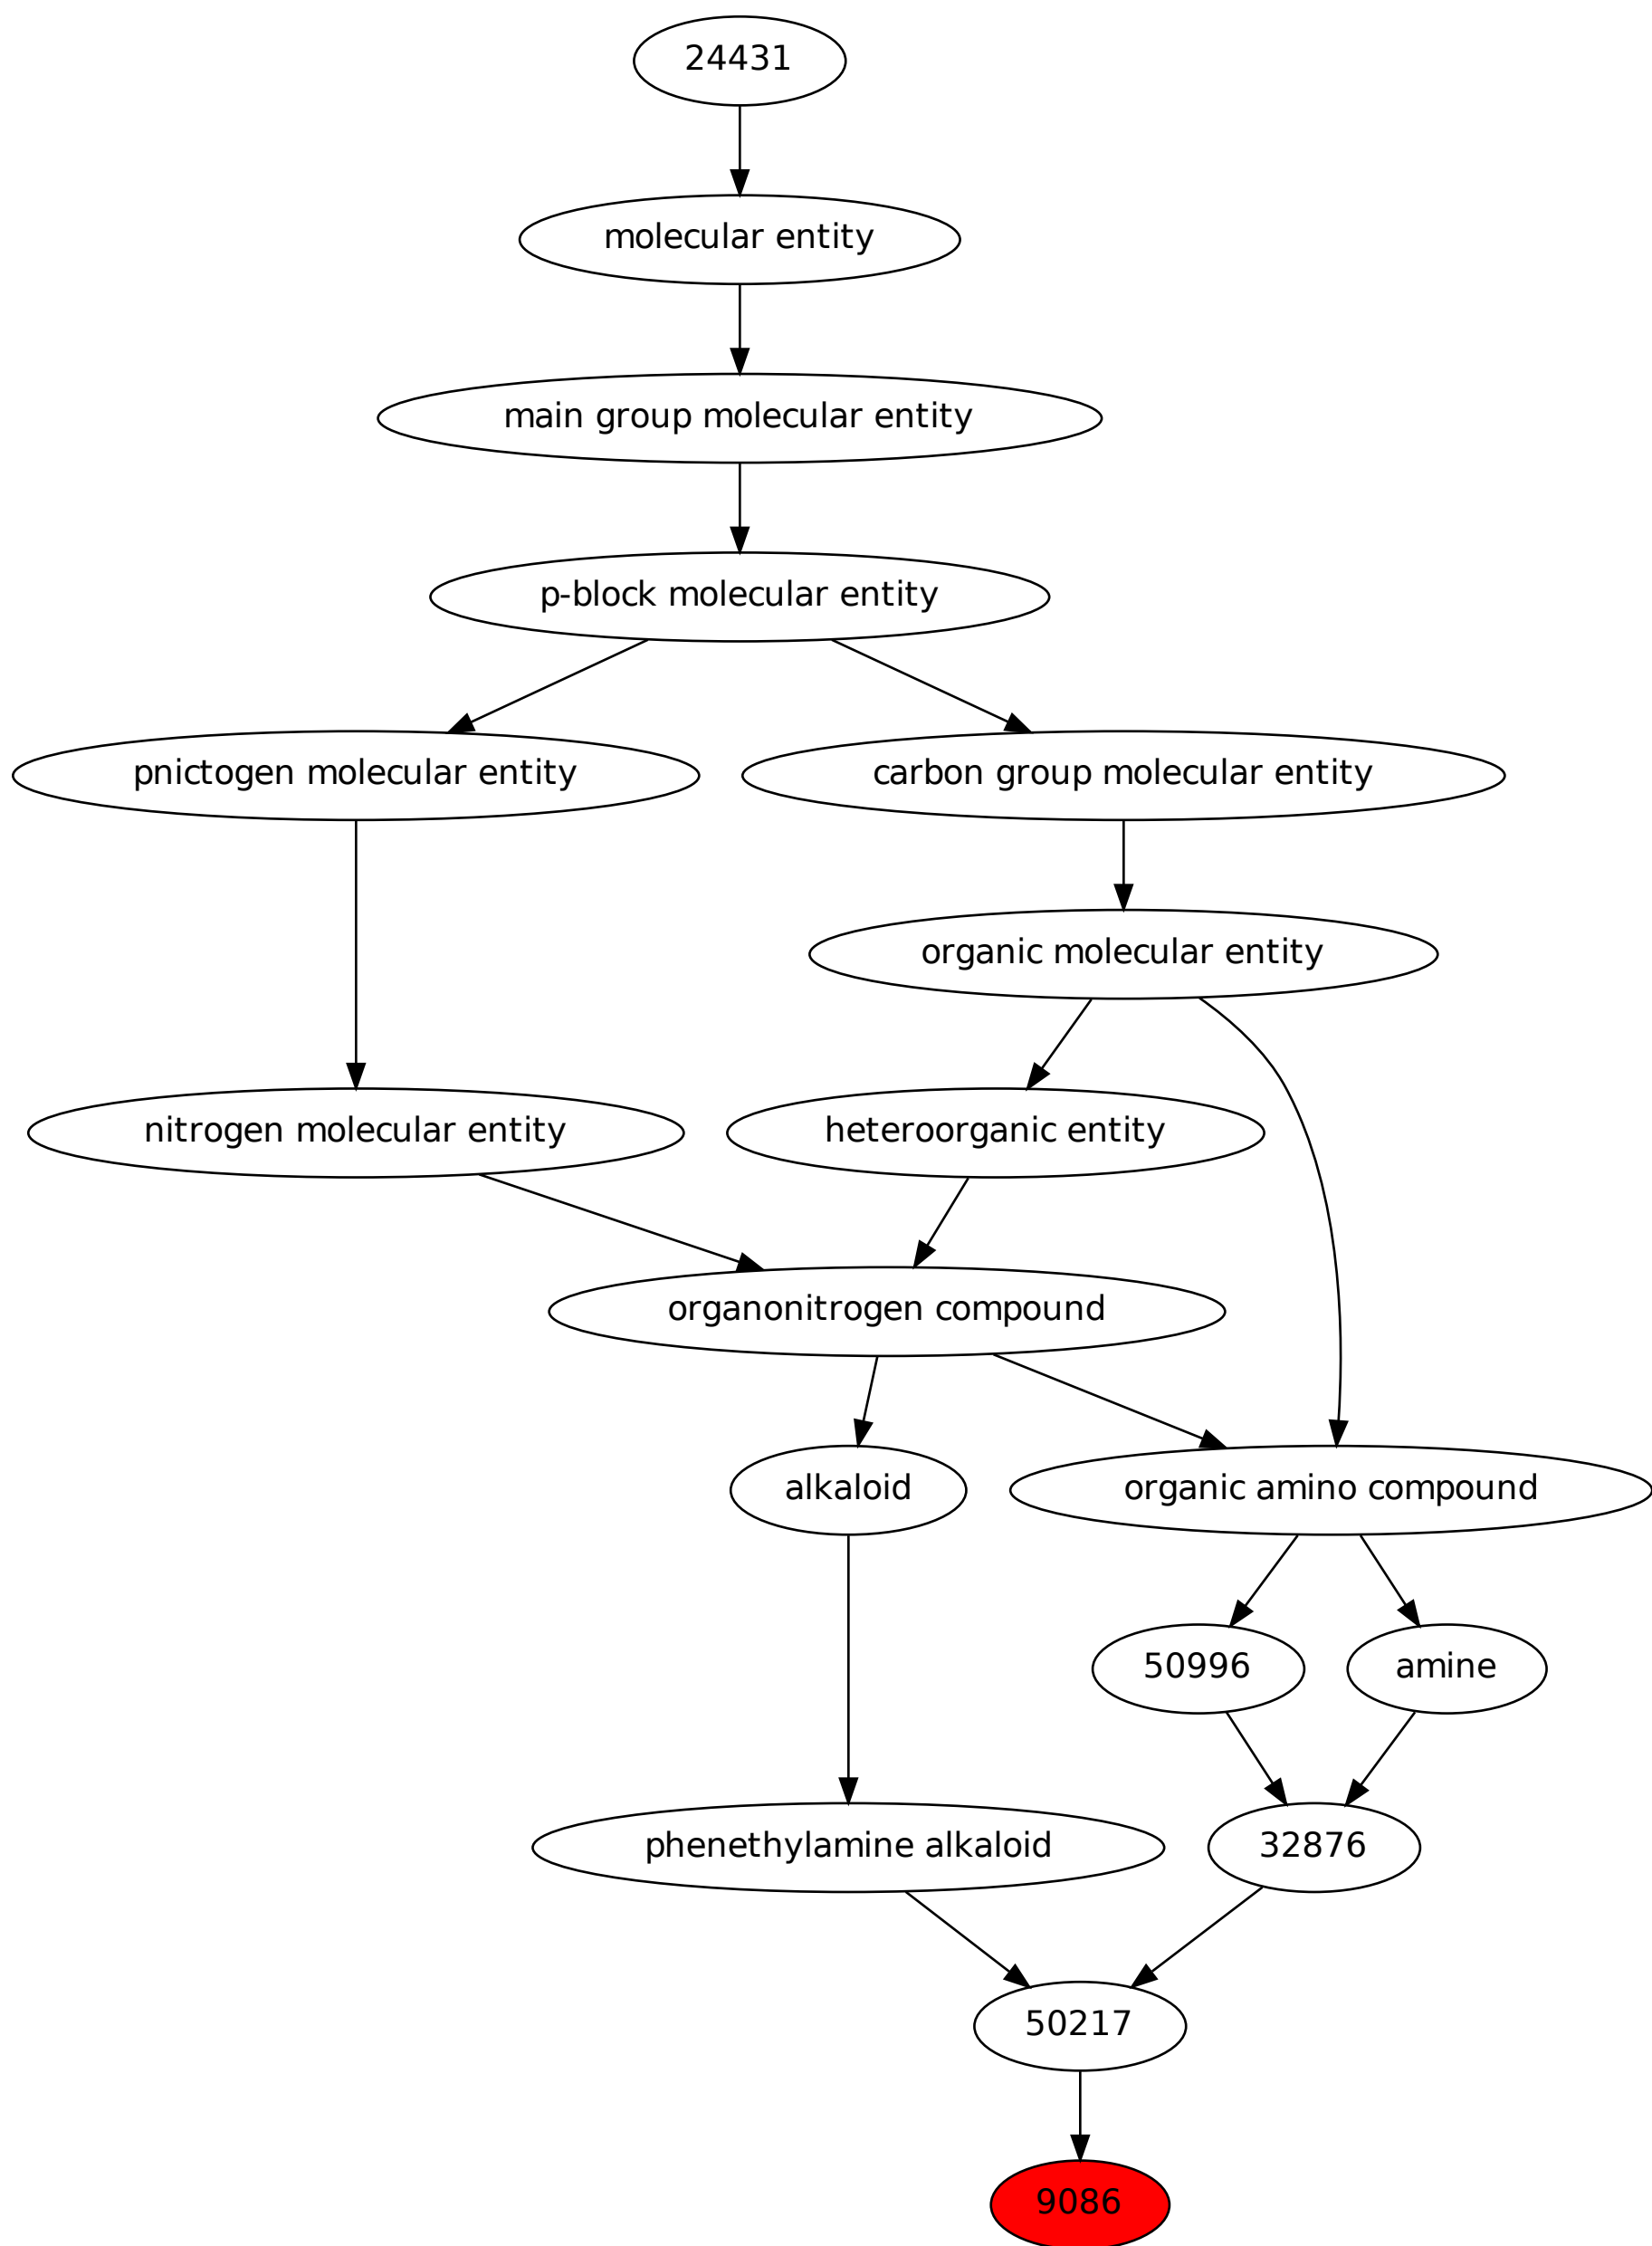 24431
molecular entity
main group molecular entity
p-block molecular entity
pnictogen molecular entity
carbon group molecular entity
organic molecular entity
nitrogen molecular entity
heteroorganic entity
organonitrogen compound
alkaloid
organic amino compound
50996
amine
phenethylamine alkaloid
32876
50217
9086